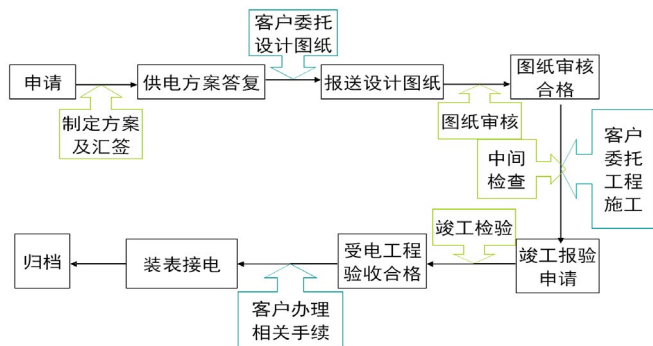 客户委托
设计图纸
申请
供电方案答复
报送设计图纸
图纸审核
合格
制定方案
及汇签
图纸审核
中间
检查
客户
委托
工程
施工
竣工检验
归档
装表接电
受电工程
验收合格
竣工报验
申请
客户办理
相关手续